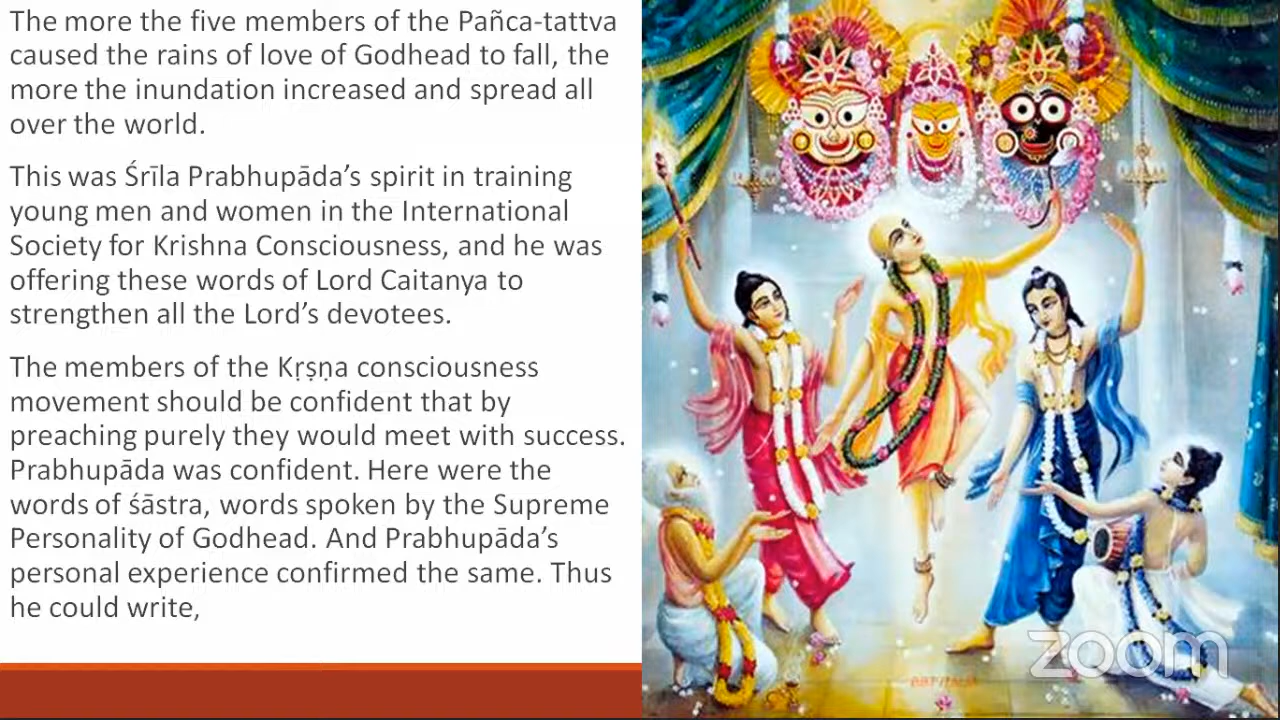 The more the five members of the Pañca-tattva
caused the rains of love of Godhead to fall, the
more the inundation increased and spread all
over the world.
This was Śrīla Prabhupāda’s spirit in training
young men and women in the International
Society for Krishna Consciousness, and he was
offering these words of Lord Caitanya to
strengthen all the Lord’s devotees.
The members of the Kṛṣṇa consciousness
movement should be confident that by
preaching purely they would meet with success.
Prabhupāda was confident. Here were the
words of śāstra, words spoken by the Supreme
Personality of Godhead. And Prabhupāda’s
personal experience confirmed the same. Thus
he could write,
zoom